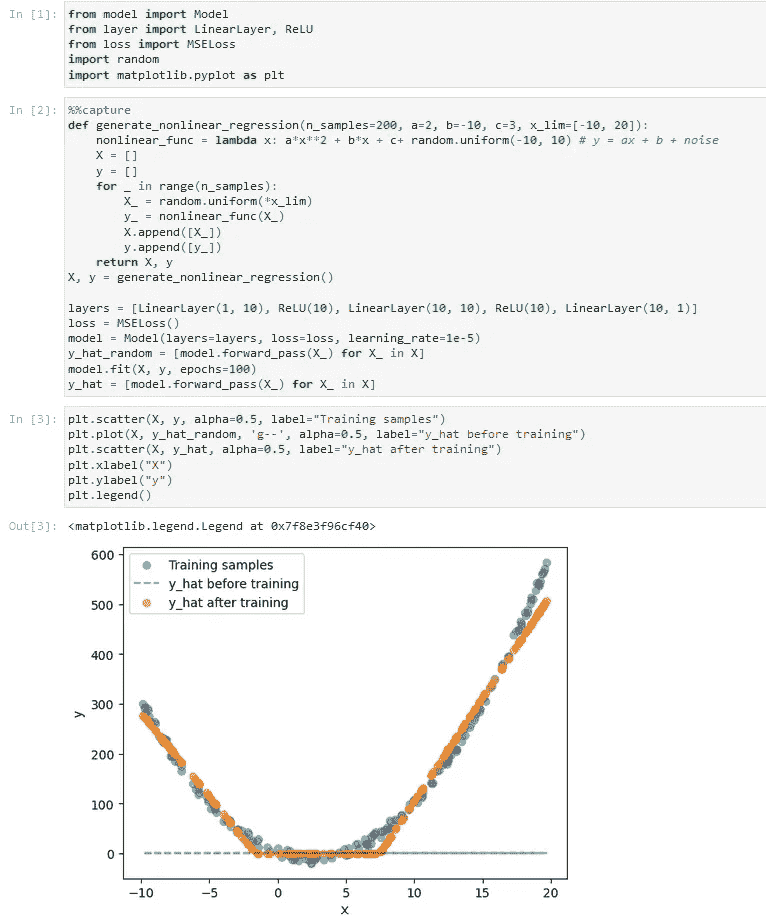 In [1]: from model import Model
from layer import LinearLayer, ReLU
from loss import MSELoss
import random
import matplotlib.pyplot as plt
In [2]: %%capture
def generate_nonlinear_regression(n_samples=200, a=2, b=-10, c=3, x_lim=[-10, 20]):
    nonlinear_func = lambda x: a*x**2 + b*x + c+ random.uniform(-10, 10) # y = ax + b + noise
    X = []
    y = []
    for _ in range(n_samples):
        X_ = random.uniform(*x_lim)
        y_ = nonlinear_func(X_)
        X.append([X_])
        y.append([y_])
    return X, y
X, y = generate_nonlinear_regression()
layers = [LinearLayer(1, 10), ReLU(10), LinearLayer(10, 10), ReLU(10), LinearLayer(10, 1)]
loss = MSELoss()
model = Model(layers=layers, loss=loss, learning_rate=1e-5)
y_hat_random = [model.forward_pass(X_) for X_ in X]
model.fit(X, y, epochs=100)
y_hat = [model.forward_pass(X_) for X_ in X]
In [3]: plt.scatter(X, y, alpha=0.5, label="Training samples")
plt.plot(X, y_hat_random, 'g--', alpha=0.5, label="y_hat before training")
plt.scatter(X, y_hat, alpha=0.5, label="y_hat after training")
plt.xlabel("X")
plt.ylabel("y")
plt.legend()
Out[3]: <matplotlib.legend.Legend at 0x7f8e3f96cf40>
Training samples
y_hat before training
y_hat after training
600
500
400
300
200
100
0
y
-10 -5 0 5 10 15 20
X